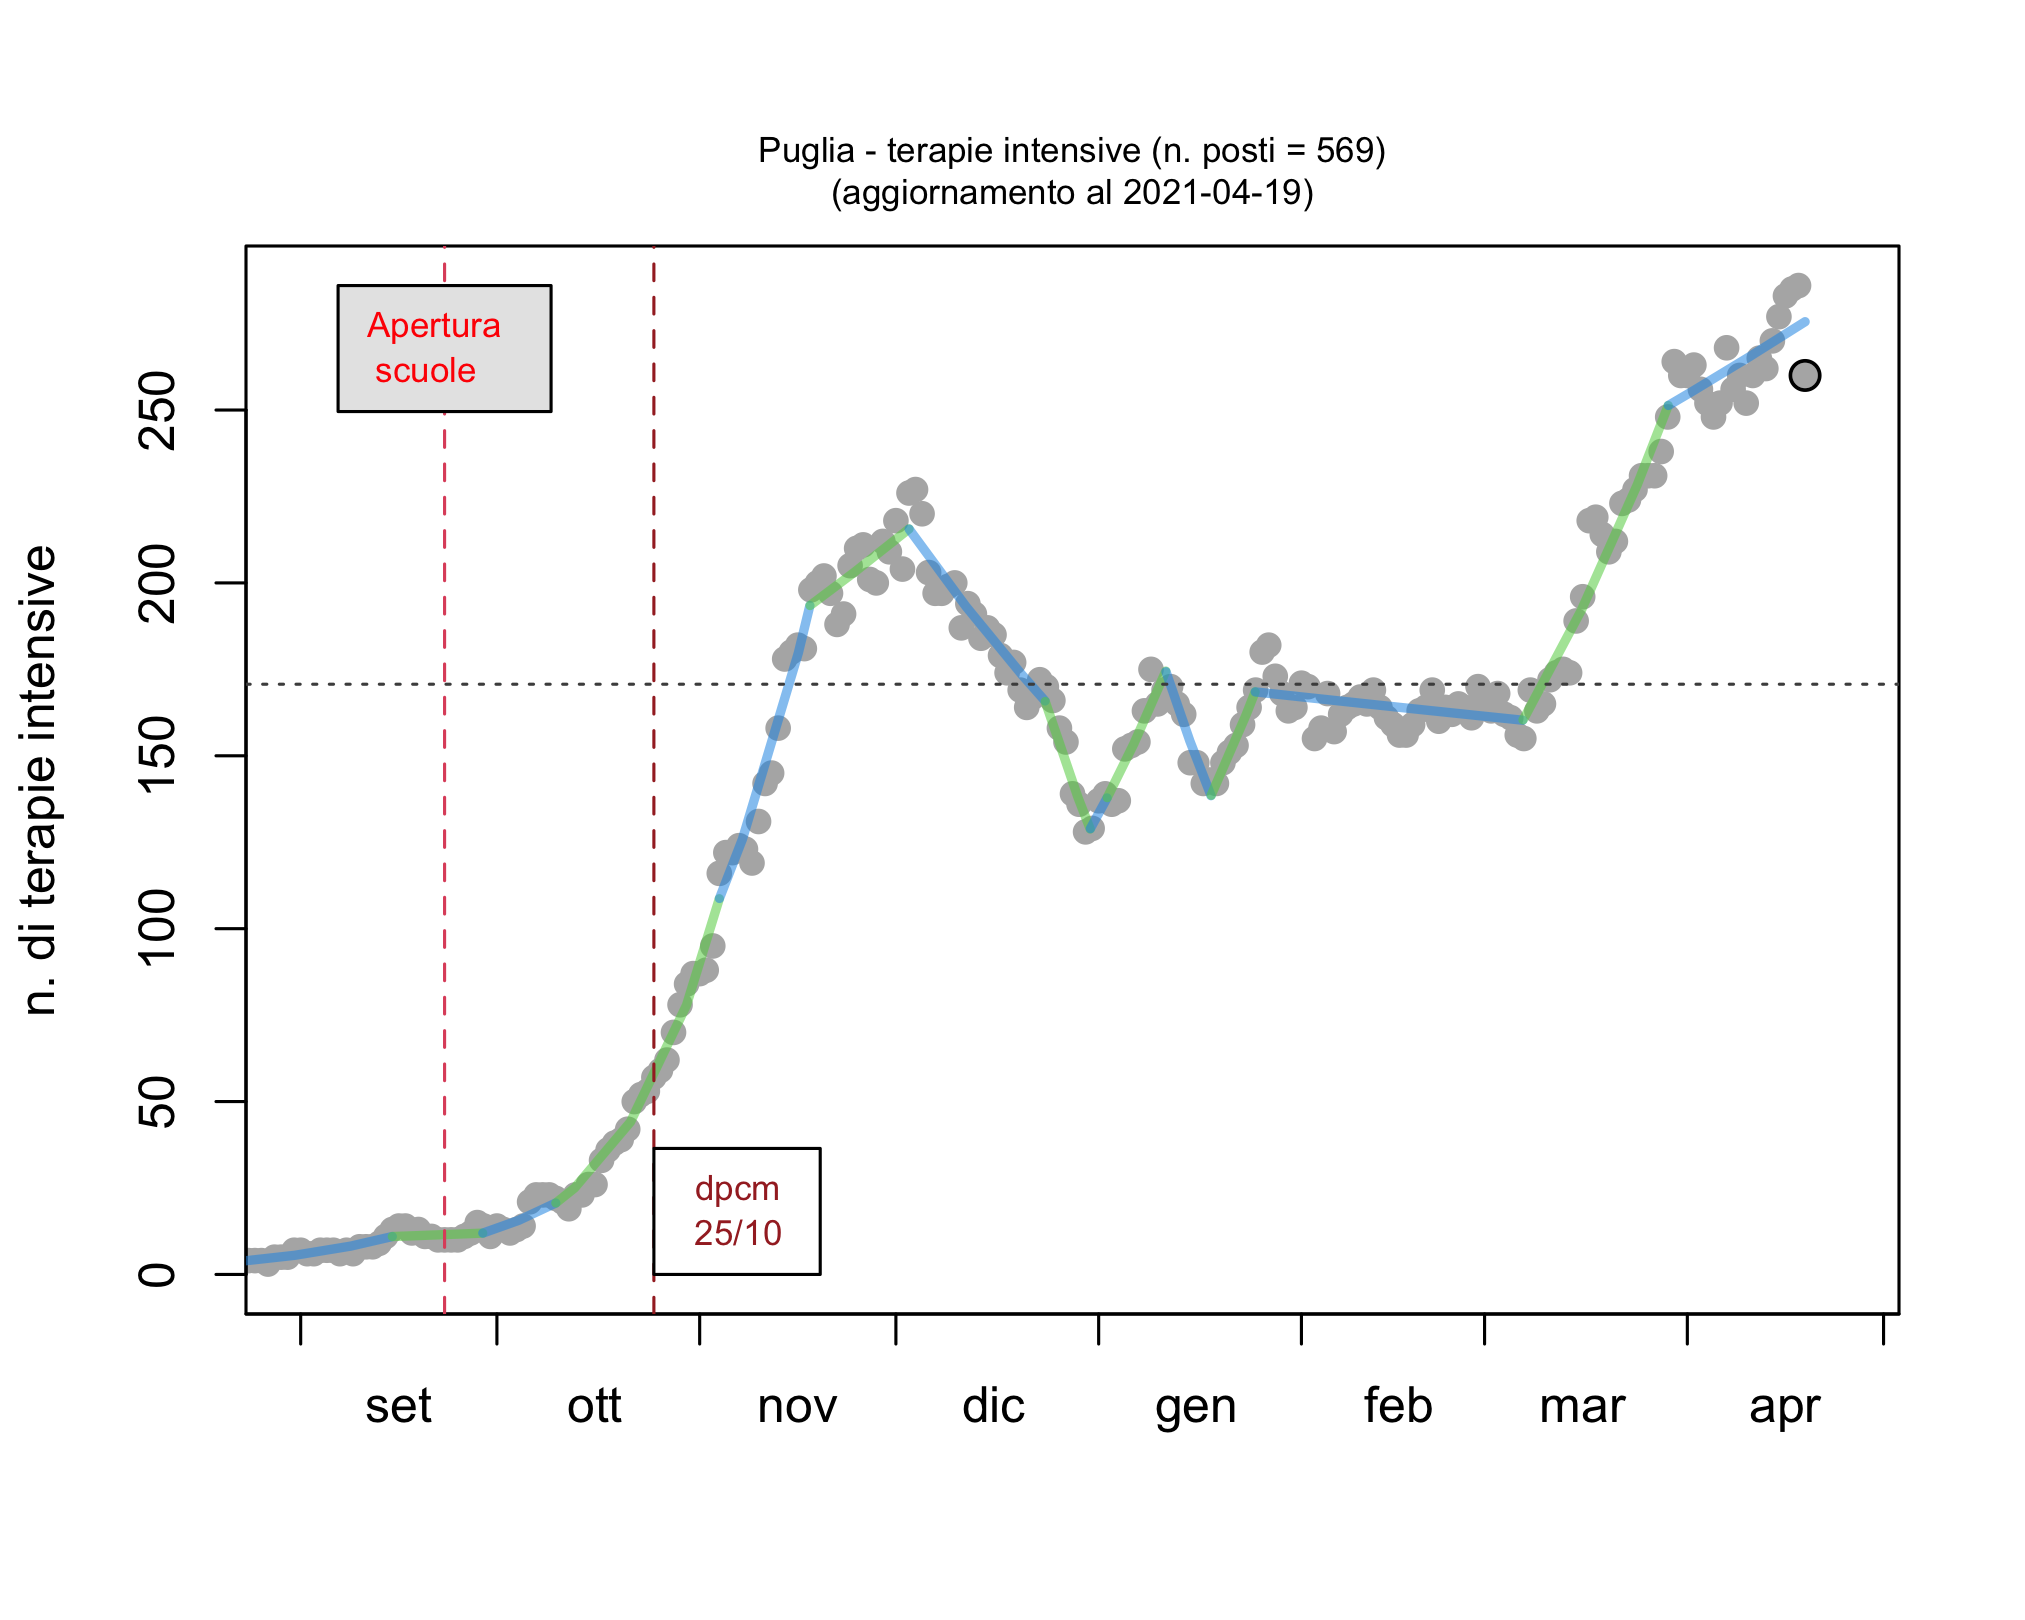 Puglia - terapie intensive (n. posti = 569)
(aggiornamento al 2021-04-19)
Apertura
scuole
dpcm
25/10
n. di terapie intensive
250
200
150
100
50
0
set ott nov dic gen feb mar apr